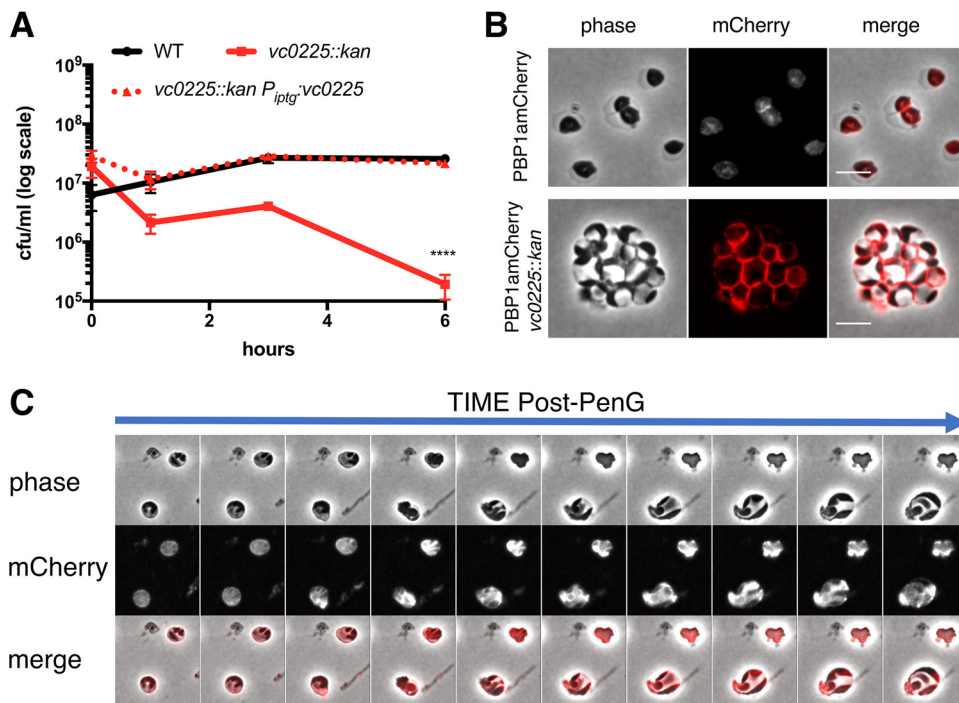 A
WT
vc0225::kan
vc0225::kan Piptg:vc0225
cfu/ml (log scale)
10⁹
10⁸
10⁷
10⁶
10⁵
****
0
2
4
6
hours
B
phase
mCherry
merge
PBP1amCherry
PBP1amCherry
vc0225::kan
C
TIME Post-PenG
phase
mCherry
merge